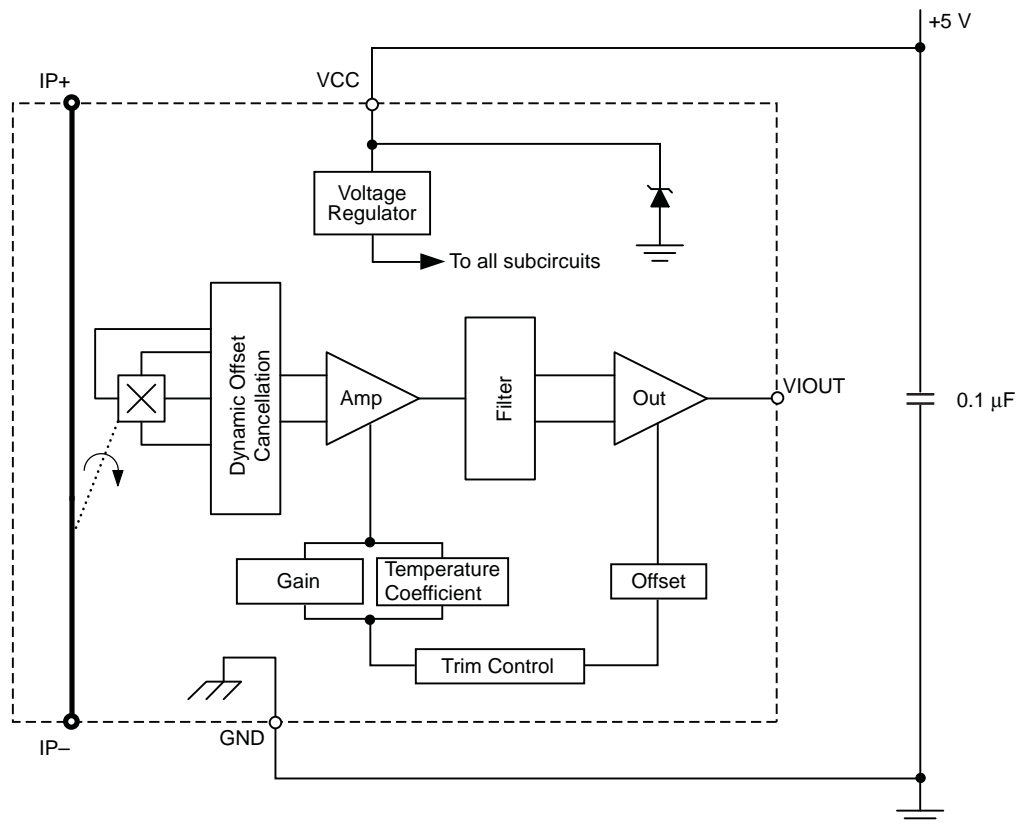 +5 V
IP+
VCC
Voltage
Regulator
To all subcircuits
Dynamic Offset
Cancellation
Amp
Filter
Out
VIOUT
0.1 μF
Gain
Temperature
Coefficient
Offset
Trim Control
GND
IP–